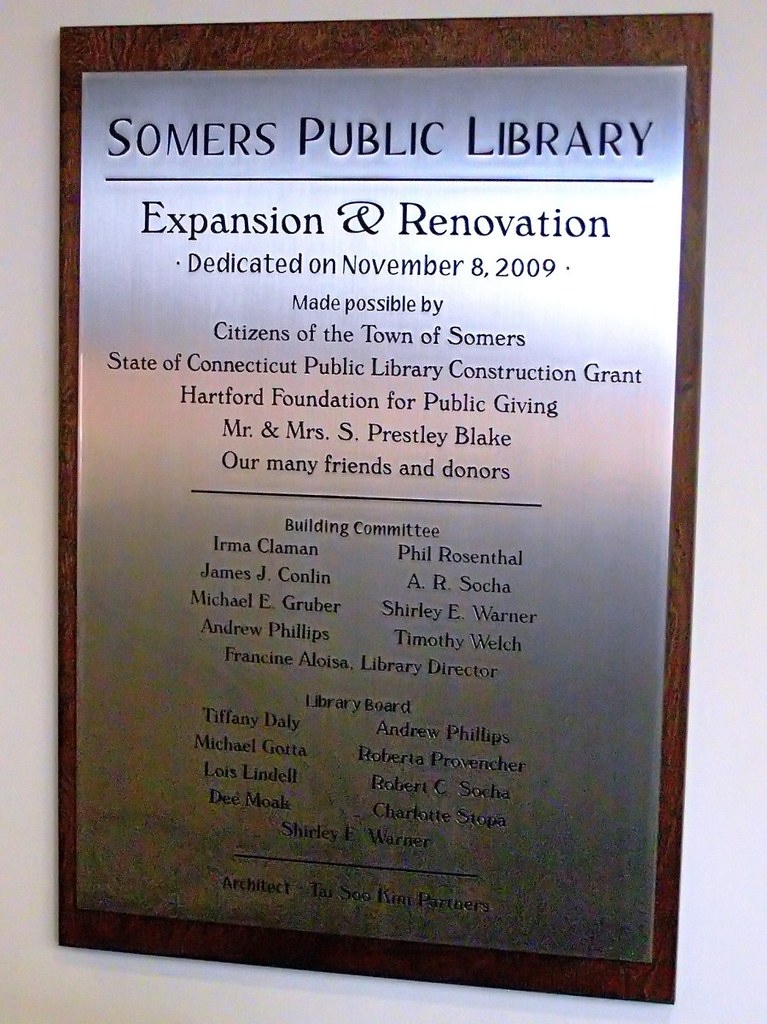 SOMERS PUBLIC LIBRARY
Expansion & Renovation
· Dedicated on November 8, 2009 ·
Made possible by
Citizens of the Town of Somers
State of Connecticut Public Library Construction Grant
Hartford Foundation for Public Giving
Mr. & Mrs. S. Prestley Blake
Our many friends and donors
Building Committee
Irma Claman Phil Rosenthal
James J. Conlin A. R. Socha
Michael E. Gruber Shirley E. Warner
Andrew Phillips Timothy Welch
Francine Aloisa, Library Director
Library Board
Tiffany Daly Andrew Phillips
Michael Gotta Roberta Provencher
Lois Lindell Robert C. Socha
Dee Moak Charlotte Stopa
Shirley E. Warner
Architect - Tai Soo Kim Partners